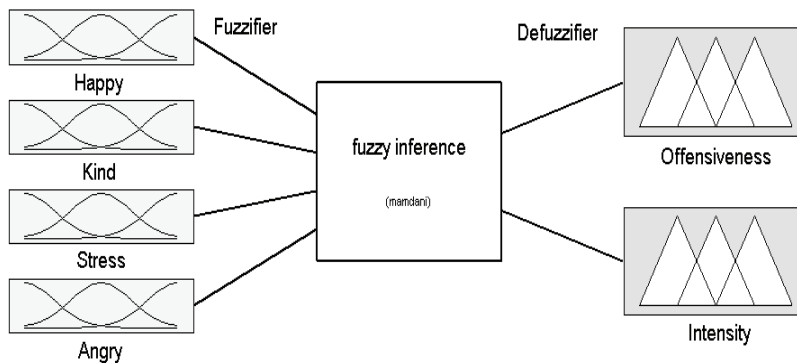 Fuzzifier
Defuzzifier
Happy
Kind
Stress
Angry
fuzzy inference
(mamdani)
Offensiveness
Intensity